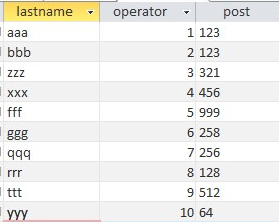 lastname operator post
aaa 1 123
bbb 2 123
zzz 3 321
xxx 4 456
fff 5 999
ggg 6 258
qqq 7 256
rrr 8 128
ttt 9 512
yyy 10 64